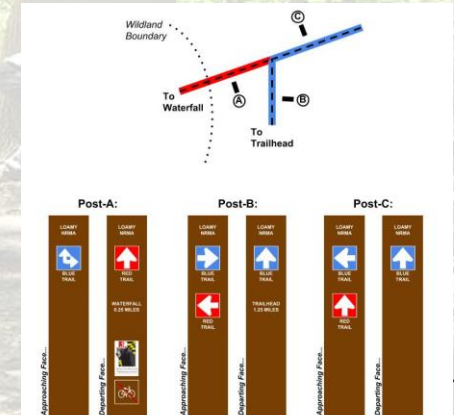 Wildland
Boundary
C
A
B
To
Waterfall
To
Trailhead
Post-A:
Post-B:
Post-C:
LOAMY
NRMA
BLUE
TRAIL
Approaching Face...
LOAMY
NRMA
RED
TRAIL
WATERFALL
0.25 MILES
Departing Face...
LOAMY
NRMA
BLUE
TRAIL
RED
TRAIL
Approaching Face...
LOAMY
NRMA
BLUE
TRAIL
TRAILHEAD
1.25 MILES
Departing Face...
LOAMY
NRMA
BLUE
TRAIL
RED
TRAIL
Approaching Face...
LOAMY
NRMA
BLUE
TRAIL
Departing Face...